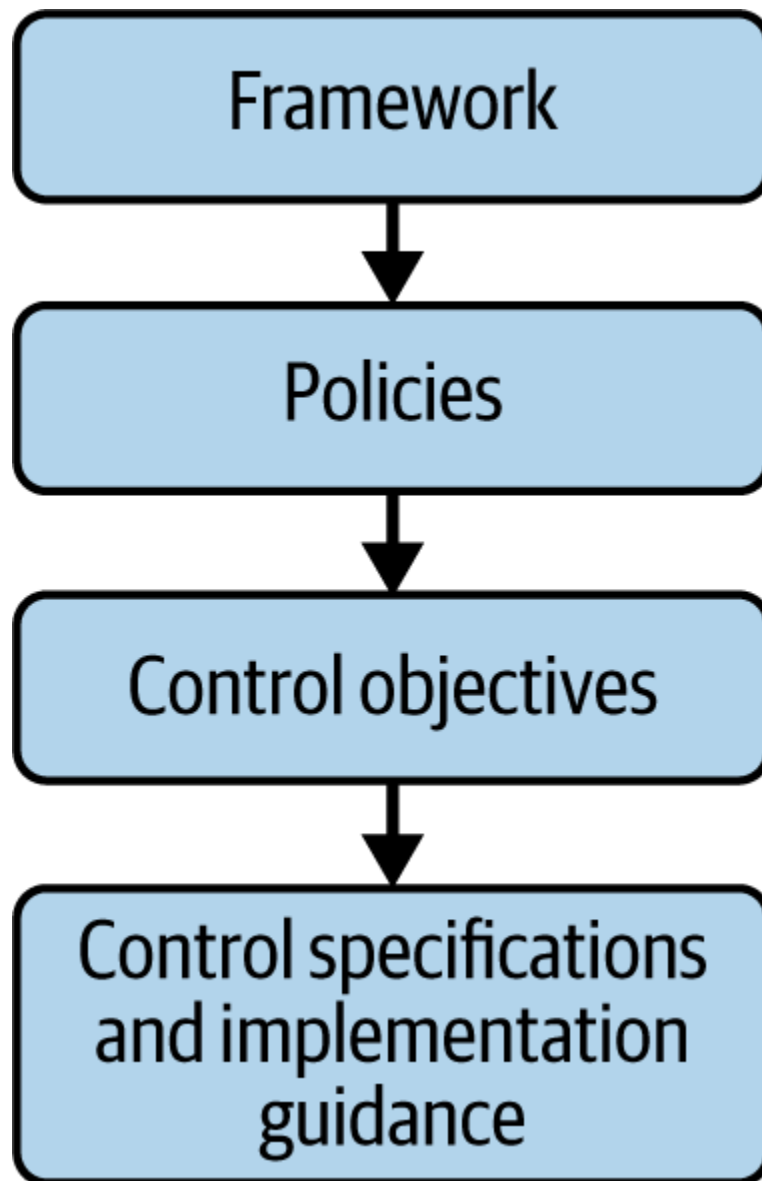 Framework
Policies
Control objectives
Control specifications
and implementation
guidance